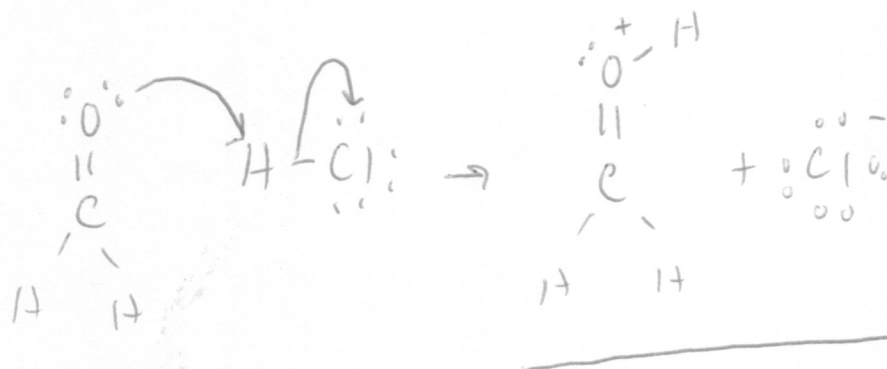 + H
:O: H-Cl: → :O + :Cl:-
|| ||
C C
/ \ / \
H H H H